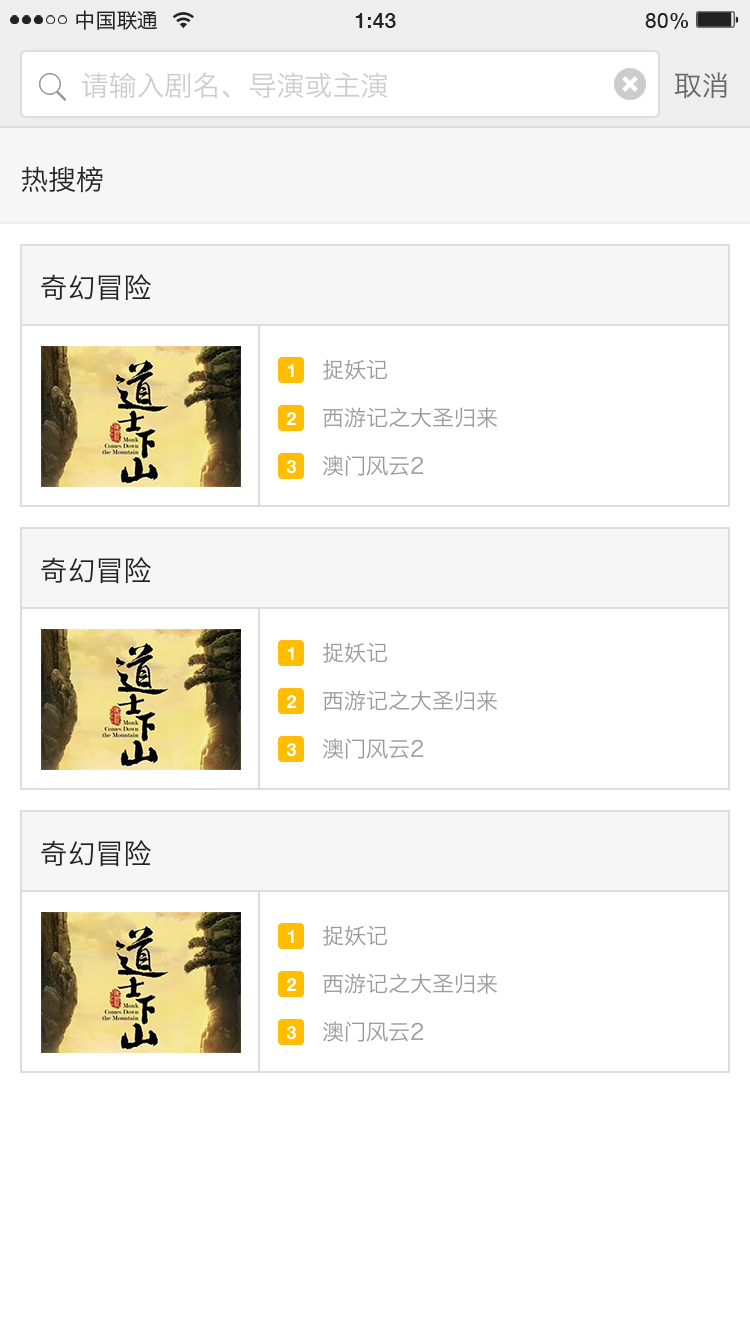 中国联通 1:43 80%
请输入剧名、导演或主演 取消
热搜榜
奇幻冒险
道士下山
Monk
Comes Down
the Mountain
1 捉妖记
2 西游记之大圣归来
3 澳门风云2
奇幻冒险
道士下山
Monk
Comes Down
the Mountain
1 捉妖记
2 西游记之大圣归来
3 澳门风云2
奇幻冒险
道士下山
Monk
Comes Down
the Mountain
1 捉妖记
2 西游记之大圣归来
3 澳门风云2